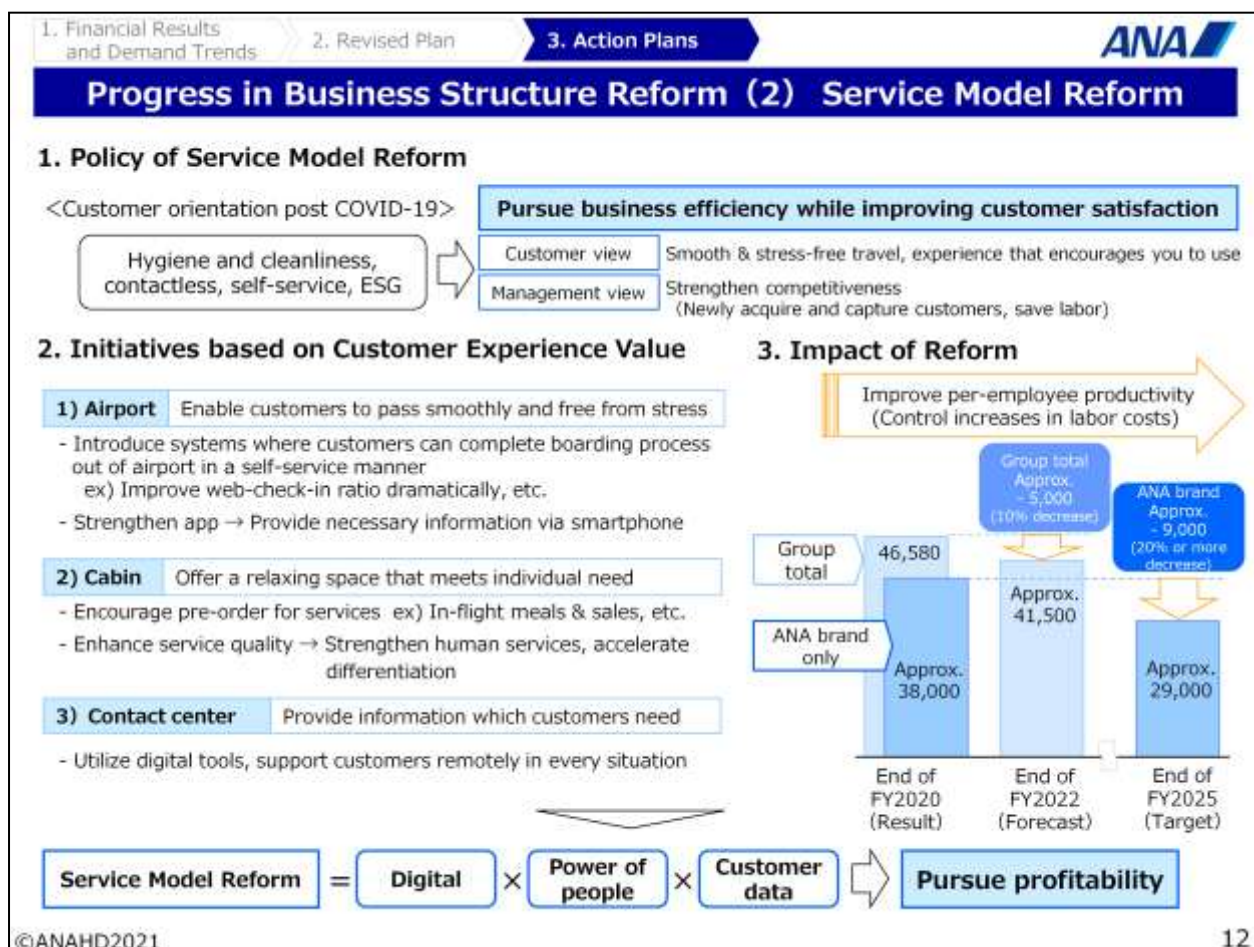 1. Financial Results
and Demand Trends
2. Revised Plan
3. Action Plans
ANA
Progress in Business Structure Reform（2） Service Model Reform
1. Policy of Service Model Reform
<Customer orientation post COVID-19>
Pursue business efficiency while improving customer satisfaction
Hygiene and cleanliness,
contactless, self-service, ESG
Customer view
Smooth & stress-free travel, experience that encourages you to use
Management view
Strengthen competitiveness
（Newly acquire and capture customers, save labor）
2. Initiatives based on Customer Experience Value
1) Airport
Enable customers to pass smoothly and free from stress
- Introduce systems where customers can complete boarding process
out of airport in a self-service manner
ex) Improve web-check-in ratio dramatically, etc.
- Strengthen app → Provide necessary information via smartphone
2) Cabin
Offer a relaxing space that meets individual need
- Encourage pre-order for services ex) In-flight meals & sales, etc.
- Enhance service quality → Strengthen human services, accelerate
differentiation
3）Contact center
Provide information which customers need
- Utilize digital tools, support customers remotely in every situation
3. Impact of Reform
Improve per-employee productivity
(Control increases in labor costs)
Group total
Approx.
- 5,000
(10% decrease)
ANA brand
Approx.
- 9,000
(20% or more
decrease)
Group
total
46,580
Approx.
41,500
ANA brand
only
Approx.
38,000
Approx.
29,000
End of
FY2020
(Result)
End of
FY2022
(Forecast)
End of
FY2025
(Target)
Service Model Reform = Digital × Power of
people × Customer
data
Pursue profitability
©ANAHD2021
12